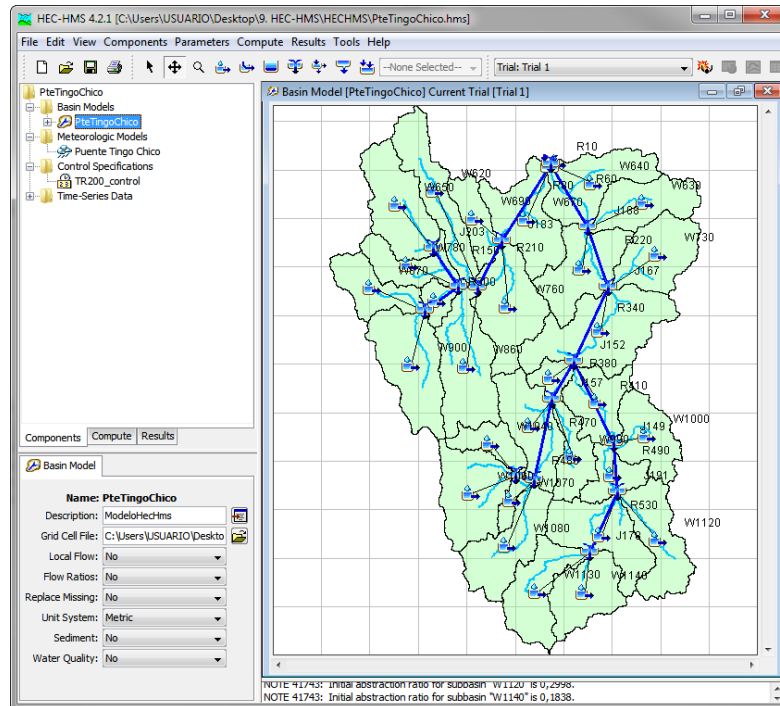 HEC-HMS 4.2.1 [C:\Users\USUARIO\Desktop\9. HEC-HMS\HECHMS\PteTingoChico.hms]
File Edit View Components Parameters Compute Results Tools Help
--None Selected-- Trial: Trial 1
PteTingoChico
Basin Models
PteTingoChico
Meteorologic Models
Puente Tingo Chico
Control Specifications
TR200_control
Time-Series Data
Components Compute Results
Basin Model
Name: PteTingoChico
Description: ModeloHecHms
Grid Cell File: C:\Users\USUARIO\Deskto
Local Flow: No
Flow Ratios: No
Replace Missing: No
Unit System: Metric
Sediment: No
Water Quality: No
Basin Model [PteTingoChico] Current Trial [Trial 1]
R10
W640
W620
R80 R60
W650 W630
W690 W670
J188
J203 J183
W730
R220
W780 R150 R210
J167
W760
R340
W900 W860 J152
R380
J157 R410
W1000
W1040 R470 J149
W990
R490
W1070 J191
R530
W1080 W1120
J178
W1130 W1140
NOTE 41743: Initial abstraction ratio for subbasin "W1120" is 0,2998.
NOTE 41743: Initial abstraction ratio for subbasin "W1140" is 0,1838.